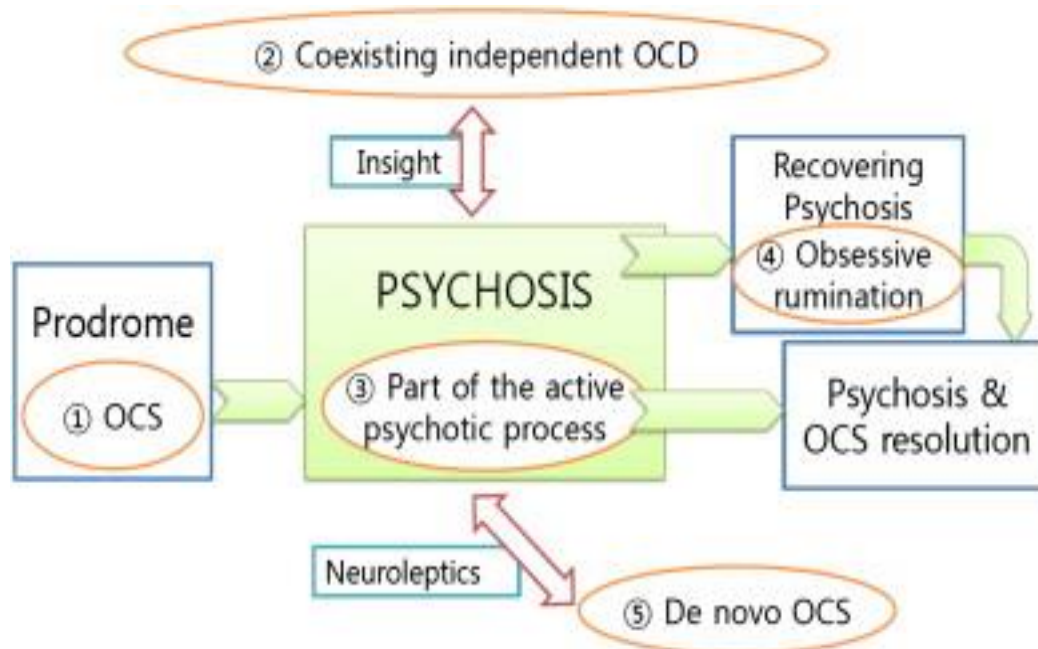 ② Coexisting independent OCD
Insight
Recovering
Psychosis
④ Obsessive
rumination
PSYCHOSIS
Prodrome
① OCS
③ Part of the active
psychotic process
Psychosis &
OCS resolution
Neuroleptics
⑤ De novo OCS